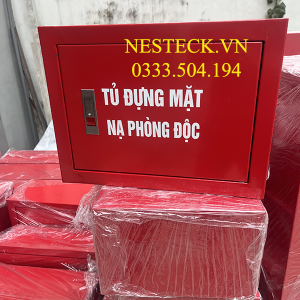 NESTECK.VN
0333.504.194
TỦ ĐỰNG MẶT
NẠ PHÒNG ĐỘC